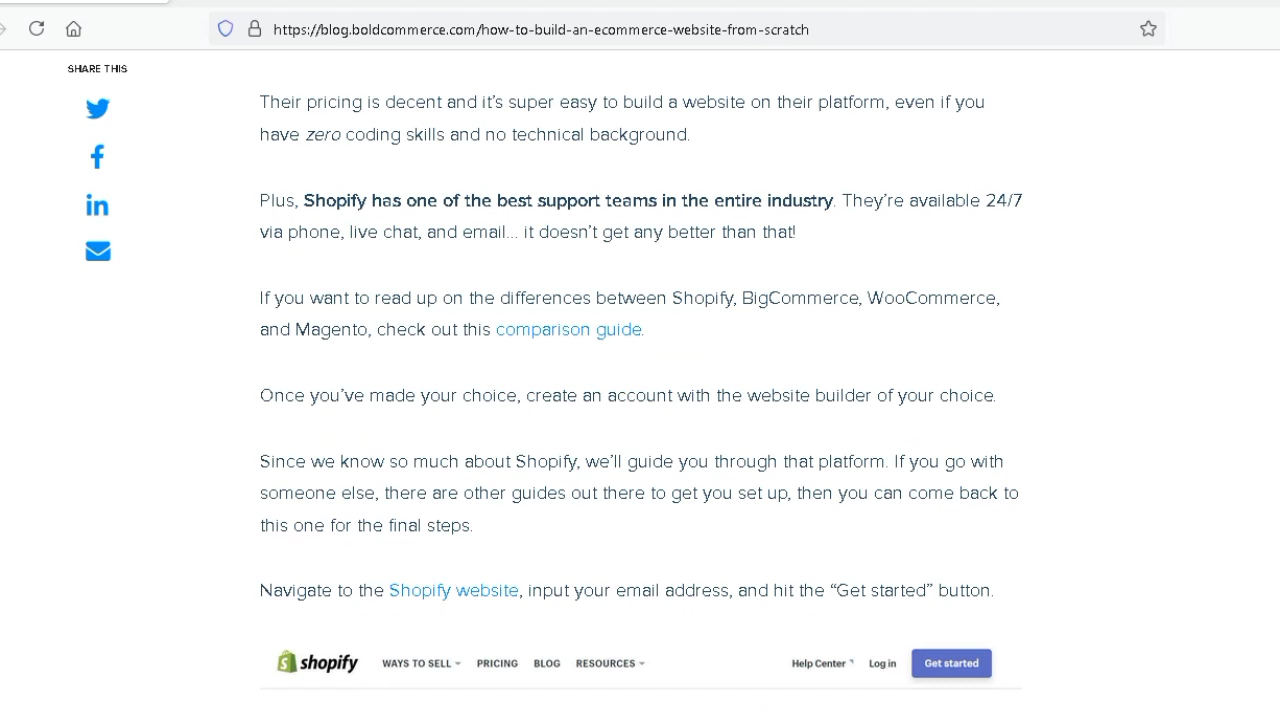 https://blog.boldcommerce.com/how-to-build-an-ecommerce-website-from-scratch
SHARE THIS
Their pricing is decent and it's super easy to build a website on their platform, even if you
have zero coding skills and no technical background.
Plus, Shopify has one of the best support teams in the entire industry. They're available 24/7
via phone, live chat, and email... it doesn't get any better than that!
If you want to read up on the differences between Shopify, BigCommerce, WooCommerce,
and Magento, check out this comparison guide.
Once you've made your choice, create an account with the website builder of your choice.
Since we know so much about Shopify, we'll guide you through that platform. If you go with
someone else, there are other guides out there to get you set up, then you can come back to
this one for the final steps.
Navigate to the Shopify website, input your email address, and hit the “Get started” button.
shopify WAYS TO SELL PRICING BLOG RESOURCES Help Center Log in Get started